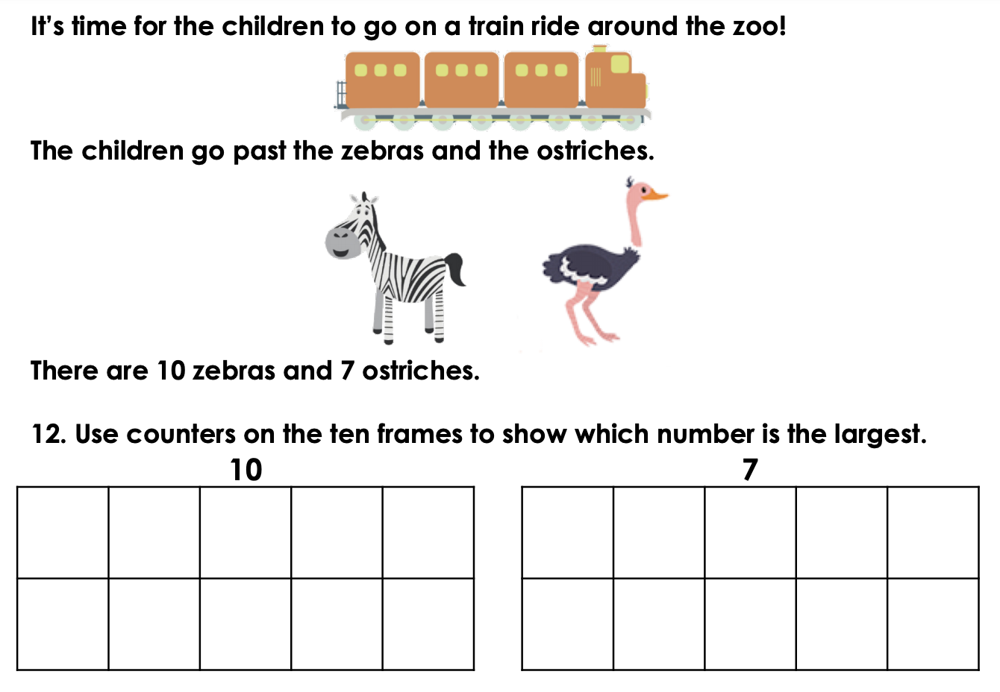 It's time for the children to go on a train ride around the zoo!
The children go past the zebras and the ostriches.
There are 10 zebras and 7 ostriches.
12. Use counters on the ten frames to show which number is the largest.
10 7